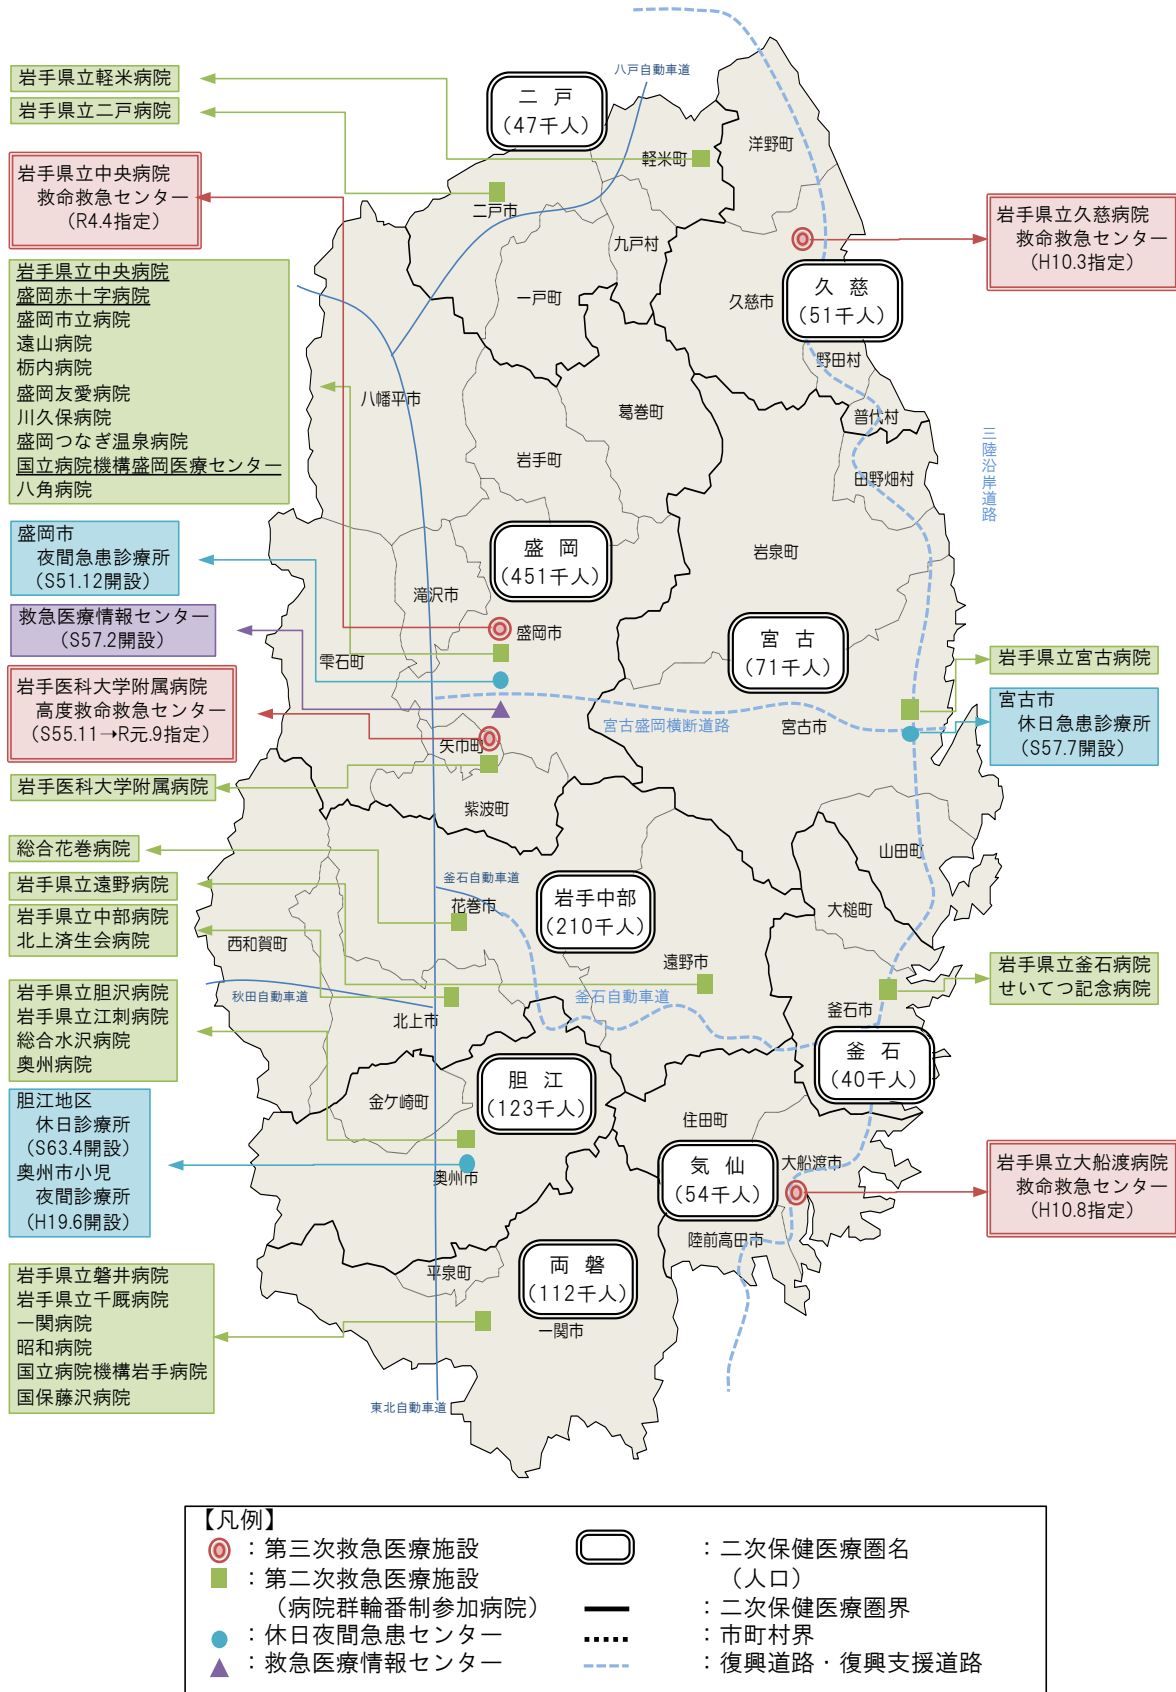 岩手県立軽米病院
岩手県立二戸病院
岩手県立中央病院
救命救急センター
（R4.4指定）
岩手県立中央病院
盛岡赤十字病院
盛岡市立病院
遠山病院
栃内病院
盛岡友愛病院
川久保病院
盛岡つなぎ温泉病院
国立病院機構盛岡医療センター
八角病院
盛岡市
夜間急患診療所
（S51.12開設）
救急医療情報センター
（S57.2開設）
岩手医科大学附属病院
高度救命救急センター
（S55.11→R元.9指定）
岩手医科大学附属病院
総合花巻病院
岩手県立遠野病院
岩手県立中部病院
北上済生会病院
岩手県立胆沢病院
岩手県立江刺病院
総合水沢病院
奥州病院
胆江地区
休日診療所
（S63.4開設）
奥州市小児
夜間診療所
（H19.6開設）
岩手県立磐井病院
岩手県立千厩病院
一関病院
昭和病院
国立病院機構岩手病院
国保藤沢病院
八戸自動車道
二 戸
（47千人）
洋野町
軽米町
二戸市
九戸村
一戸町
久慈市
久 慈
（51千人）
野田村
普代村
八幡平市
葛巻町
岩手町
田野畑村
三陸沿岸道路
盛 岡
（451千人）
岩泉町
滝沢市
盛岡市
雫石町
宮 古
（71千人）
宮古盛岡横断道路
宮古市
矢巾町
紫波町
山田町
大槌町
釜石自動車道
花巻市
岩手中部
（210千人）
西和賀町
遠野市
秋田自動車道
釜石自動車道
北上市
釜石市
釜 石
（40千人）
胆 江
（123千人）
金ケ崎町
住田町
気 仙
（54千人）
大船渡市
奥州市
陸前高田市
両 磐
（112千人）
平泉町
一関市
東北自動車道
岩手県立久慈病院
救命救急センター
（H10.3指定）
岩手県立宮古病院
宮古市
休日急患診療所
（S57.7開設）
岩手県立釜石病院
せいてつ記念病院
岩手県立大船渡病院
救命救急センター
（H10.8指定）
【凡例】
：第三次救急医療施設
：第二次救急医療施設
（病院群輪番制参加病院）
：休日夜間急患センター
：救急医療情報センター
：二次保健医療圏名
（人口）
：二次保健医療圏界
：市町村界
：復興道路・復興支援道路